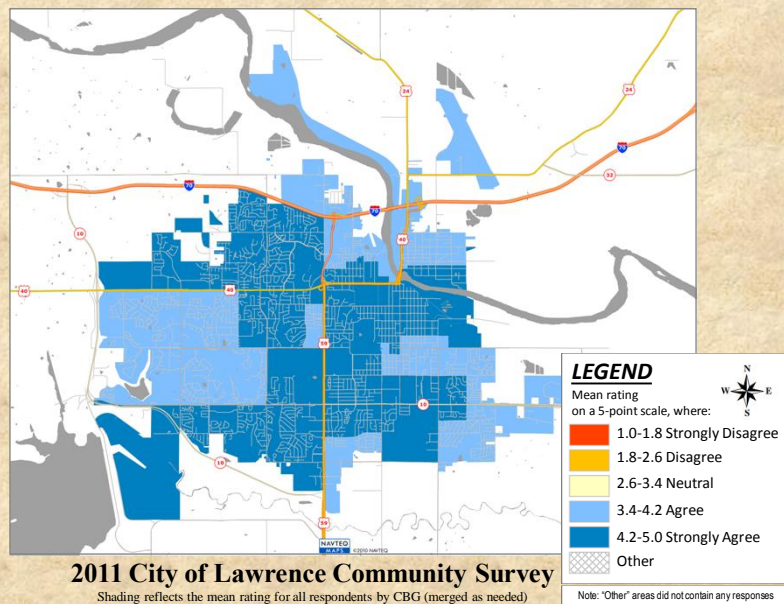 24
24
70
70
32
70
10
40
40
40
59
10
10
59
NAVTEQ
MAPS ©2010 NAVTEQ
LEGEND
Mean rating
on a 5-point scale, where:
N
W E
S
1.0-1.8 Strongly Disagree
1.8-2.6 Disagree
2.6-3.4 Neutral
3.4-4.2 Agree
4.2-5.0 Strongly Agree
Other
2011 City of Lawrence Community Survey
Shading reflects the mean rating for all respondents by CBG (merged as needed)
Note: "Other" areas did not contain any responses